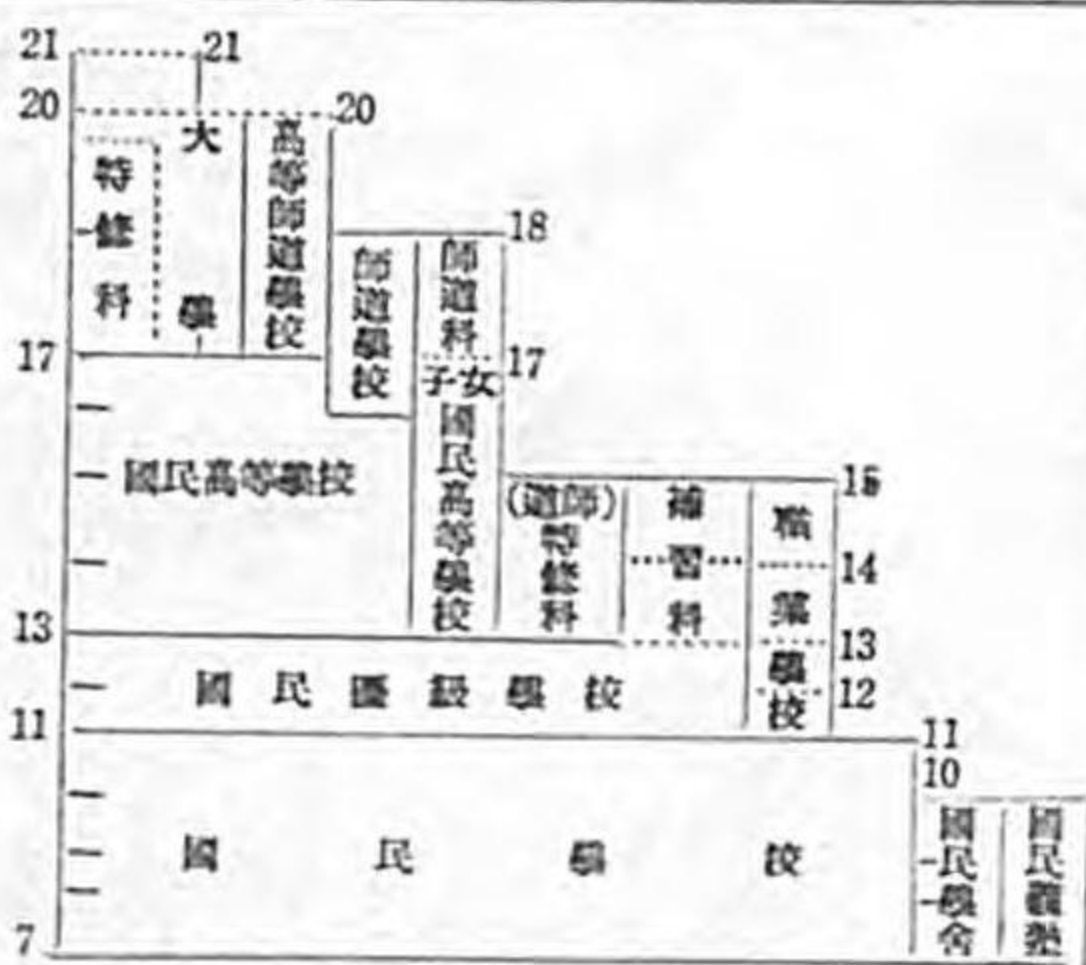 21
21
20
20
特修科
大學
高等師道學校
18
師道學校
師道科
17
17
子女
國民高等學校
國民高等學校
15
(道師)
特修科
補習科
職業學校
14
13
13
12
國民優級學校
11
11
10
國民學校
國民學舍
國民義塾
7